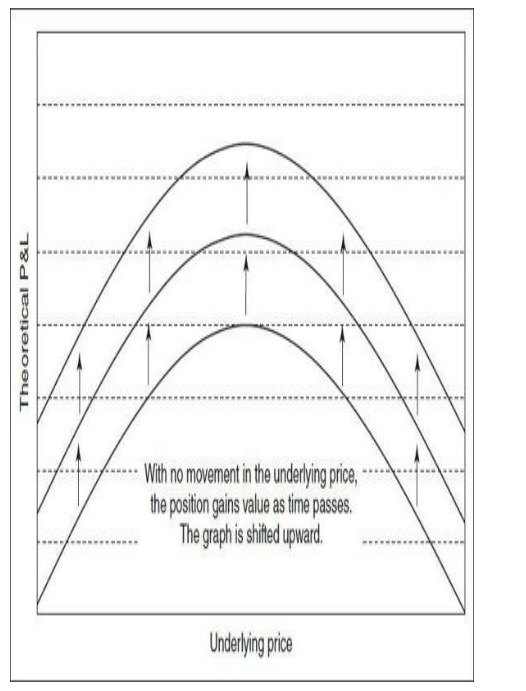 Theoretical P&L
With no movement in the underlying price,
the position gains value as time passes.
The graph is shifted upward.
Underlying price